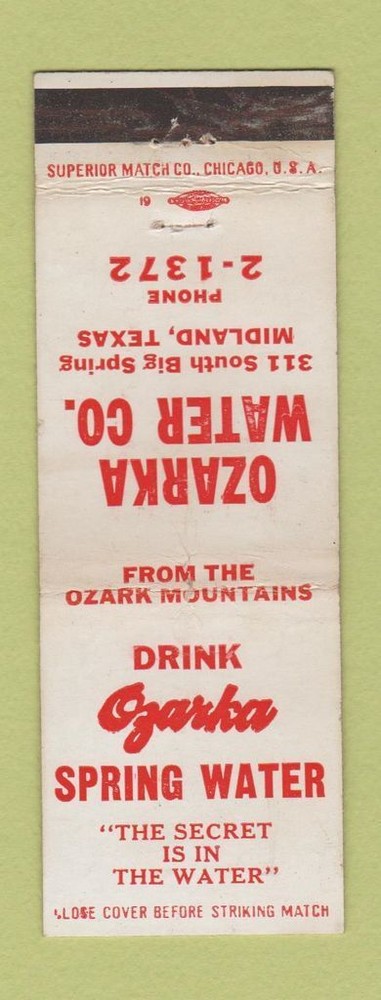 SUPERIOR MATCH CO., CHICAGO, U.S.A.
19
OZARKA
WATER CO.
311 South Big Spring
MIDLAND, TEXAS
PHONE
2-1372
FROM THE
OZARK MOUNTAINS
DRINK
Ozarka
SPRING WATER
"THE SECRET
IS IN
THE WATER"
CLOSE COVER BEFORE STRIKING MATCH